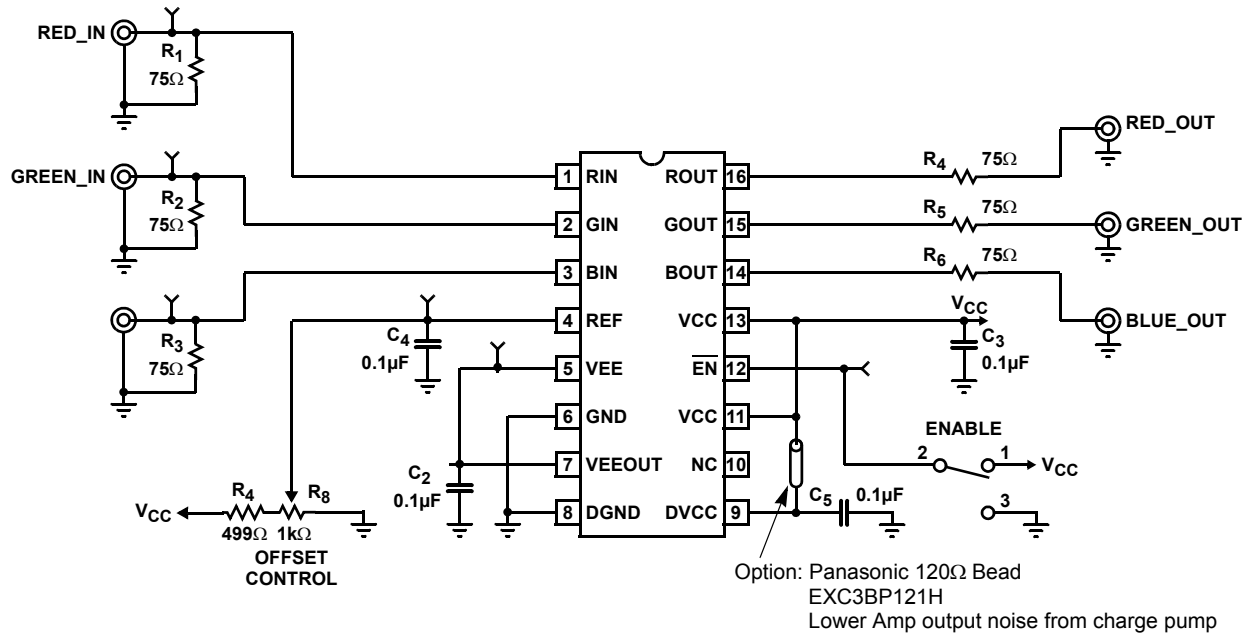 RED_IN
R1
75Ω
GREEN_IN
R2
75Ω
R3
75Ω
1 RIN
2 GIN
3 BIN
4 REF
5 VEE
6 GND
7 VEEOUT
8 DGND
ROUT 16
GOUT 15
BOUT 14
VCC 13
EN 12
VCC 11
NC 10
DVCC 9
C4
0.1µF
C2
0.1µF
VCC
R4
499Ω
R8
1kΩ
OFFSET
CONTROL
R4 75Ω
RED_OUT
R5 75Ω
GREEN_OUT
R6 75Ω
BLUE_OUT
VCC
C3
0.1µF
ENABLE
2 1 VCC
3
C5 0.1µF
Option: Panasonic 120Ω Bead
EXC3BP121H
Lower Amp output noise from charge pump